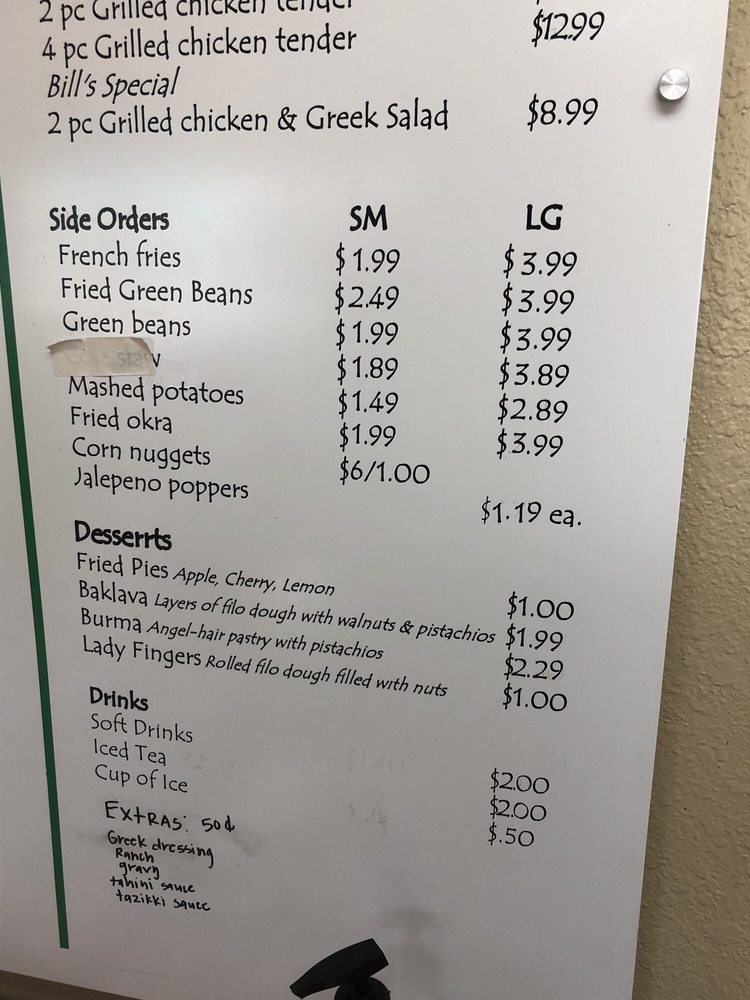 2 pc Grilled chicken tender
4 pc Grilled chicken tender $12.99
Bill's Special
2 pc Grilled chicken & Greek Salad $8.99
Side Orders SM LG
French fries $1.99 $3.99
Fried Green Beans $2.49 $3.99
Green beans $1.99 $3.99
slaw $1.89 $3.89
Mashed potatoes $1.49 $2.89
Fried okra $1.99 $3.99
Corn nuggets $6/1.00
Jalepeno poppers $1.19 ea.
Desserrts
Fried Pies Apple, Cherry, Lemon $1.00
Baklava Layers of filo dough with walnuts & pistachios $1.99
Burma Angel-hair pastry with pistachios $2.29
Lady Fingers Rolled filo dough filled with nuts $1.00
Drinks
Soft Drinks $2.00
Iced Tea $2.00
Cup of Ice $.50
Extras: 50¢
Greek dressing
Ranch
gravy
tahini sauce
tazikki sauce